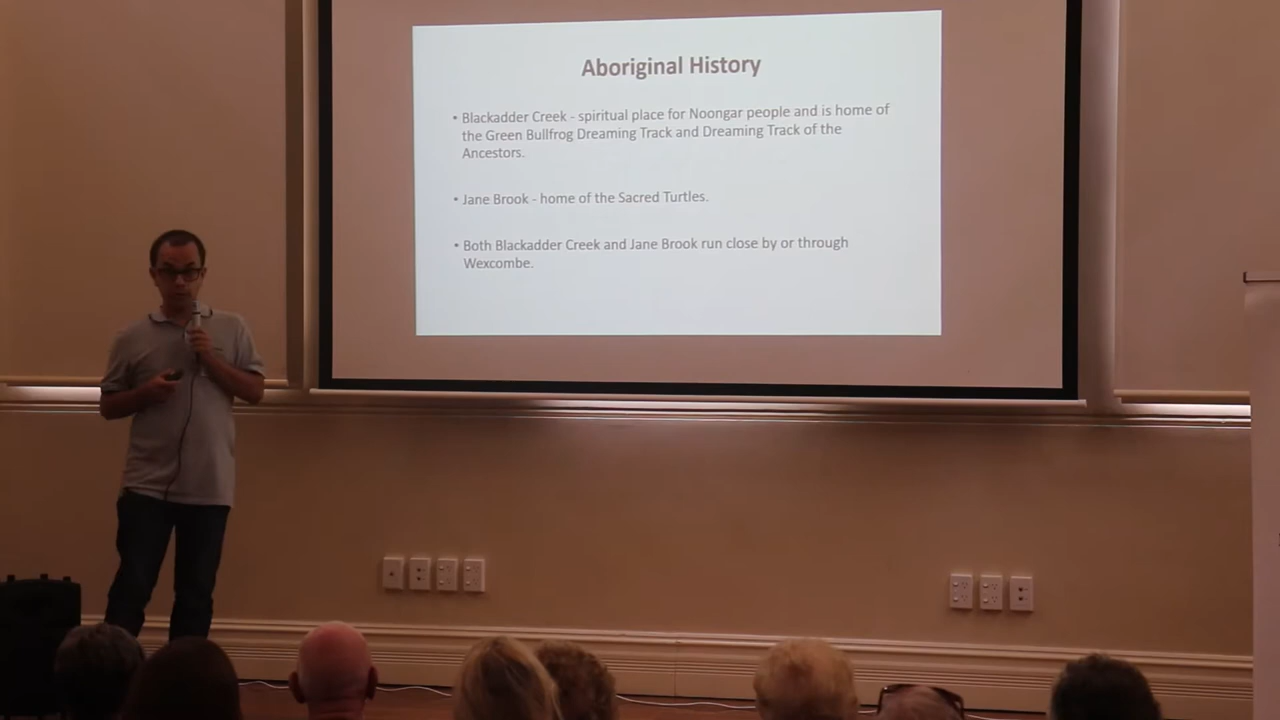 Aboriginal History
• Blackadder Creek - spiritual place for Noongar people and is home of
the Green Bullfrog Dreaming Track and Dreaming Track of the
Ancestors.
• Jane Brook - home of the Sacred Turtles.
• Both Blackadder Creek and Jane Brook run close by or through
Wexcombe.